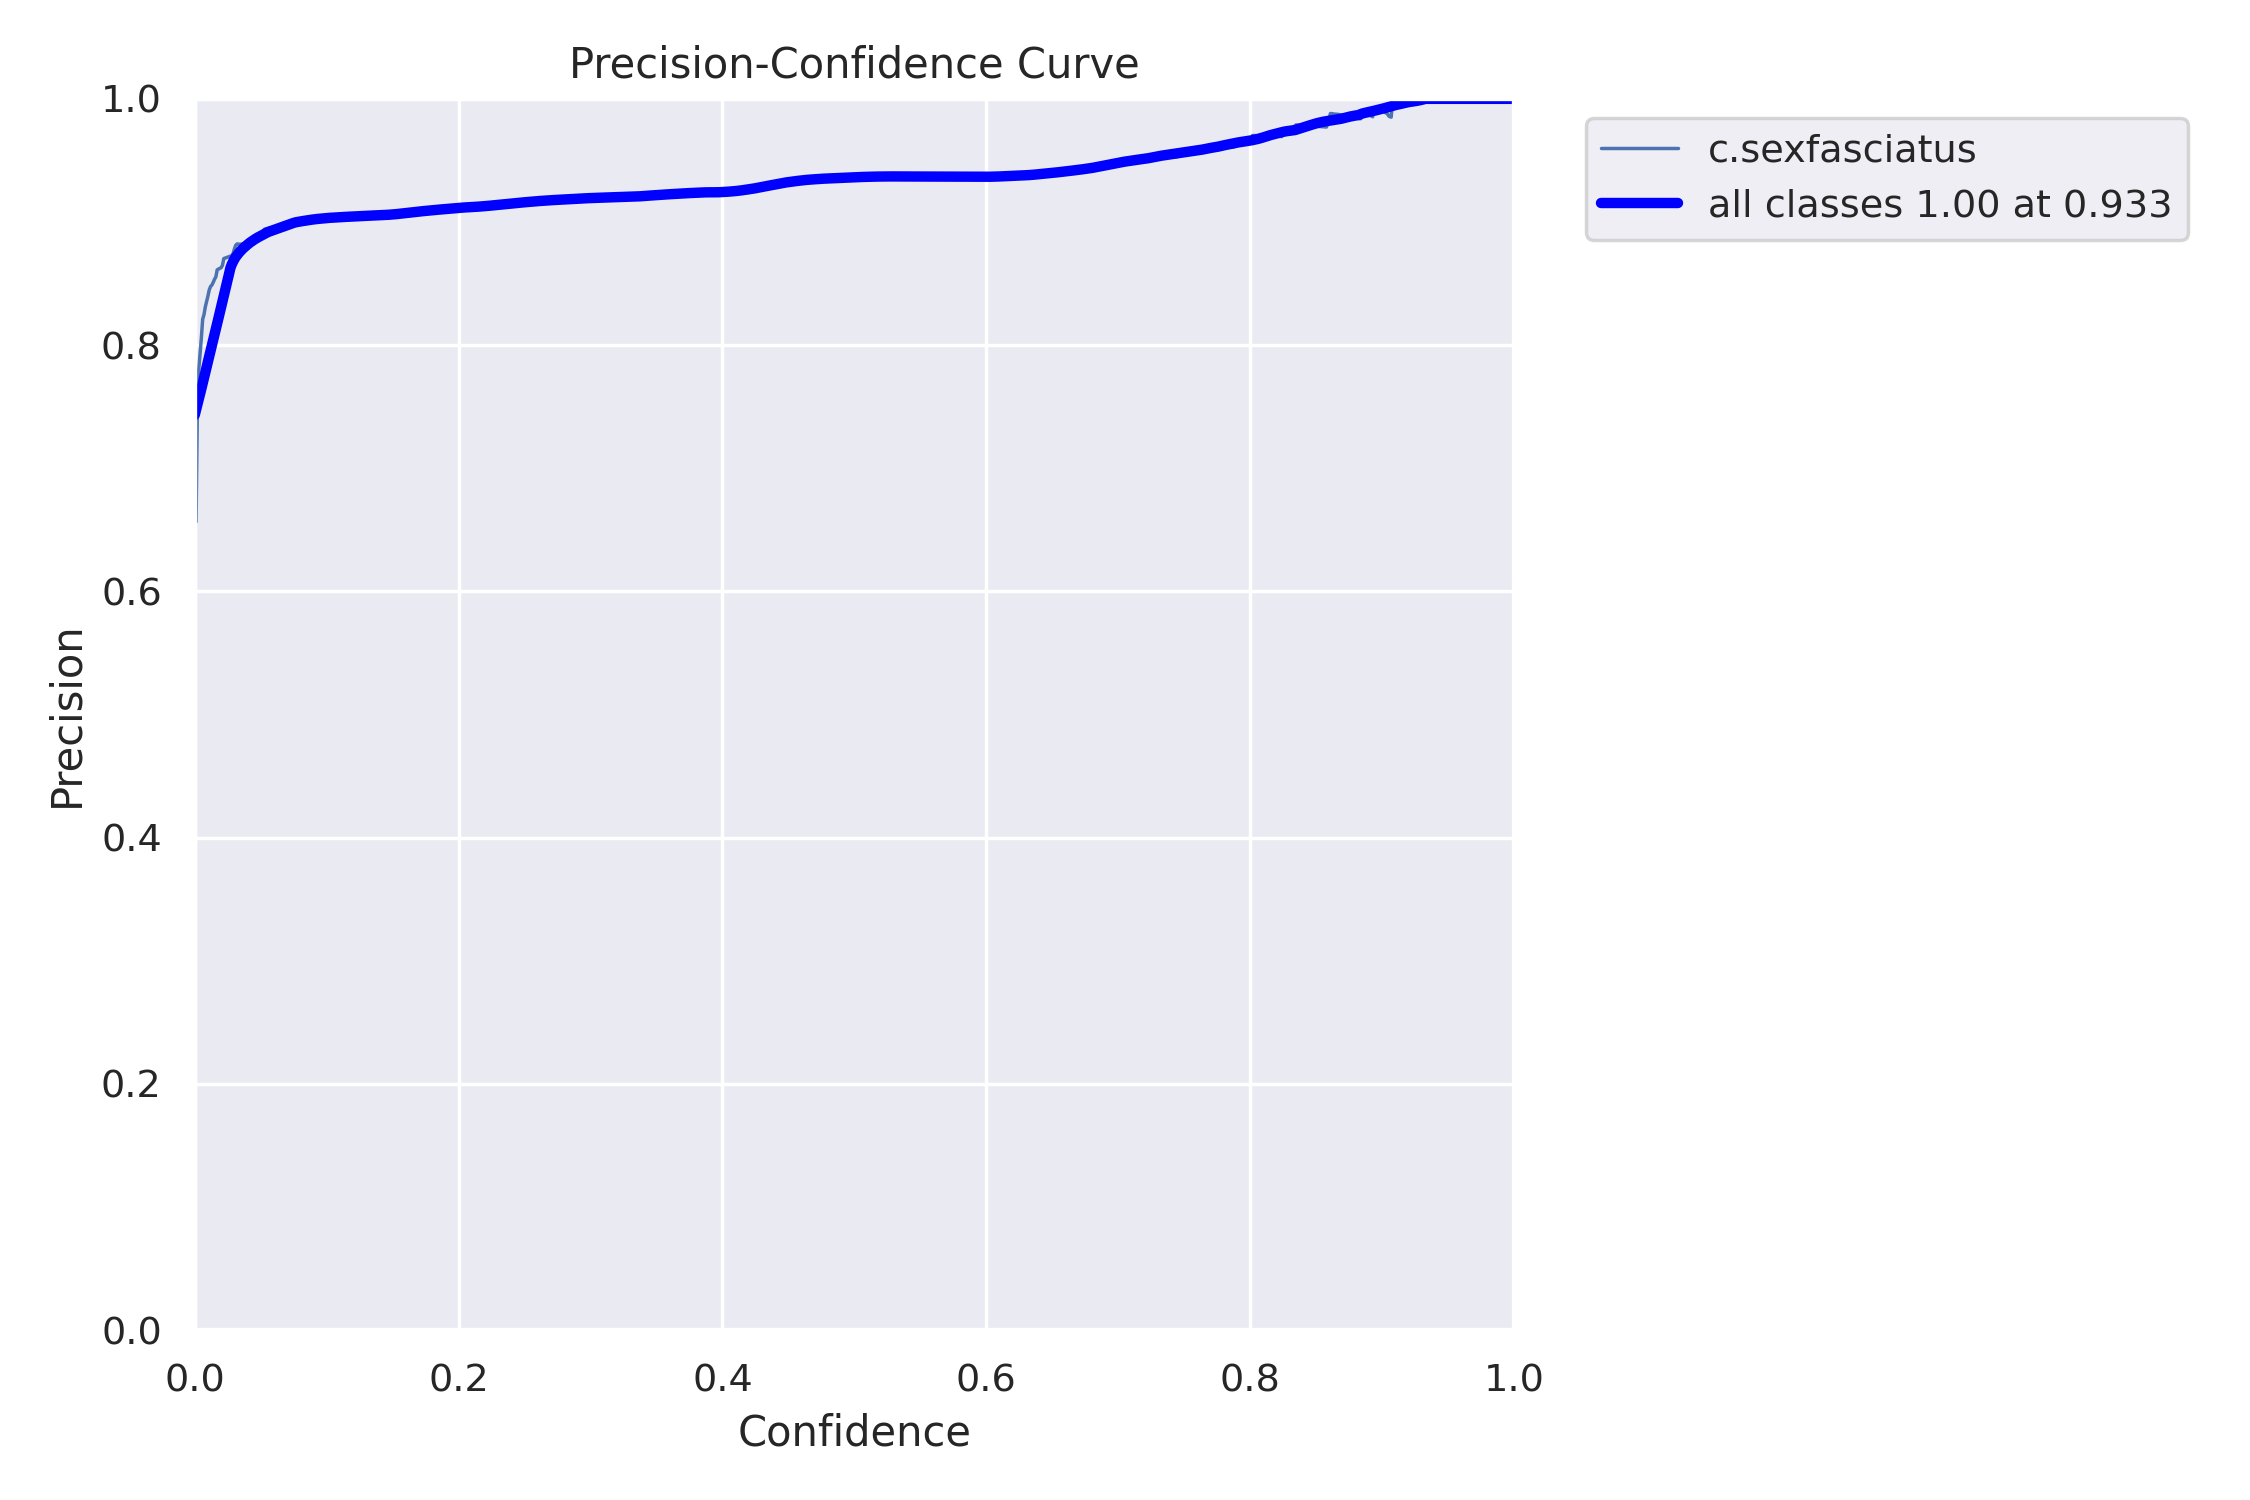 Precision-Confidence Curve
1.0
0.8
0.6
0.4
0.2
0.0
Precision
0.0 0.2 0.4 0.6 0.8 1.0
Confidence
c.sexfasciatus
all classes 1.00 at 0.933